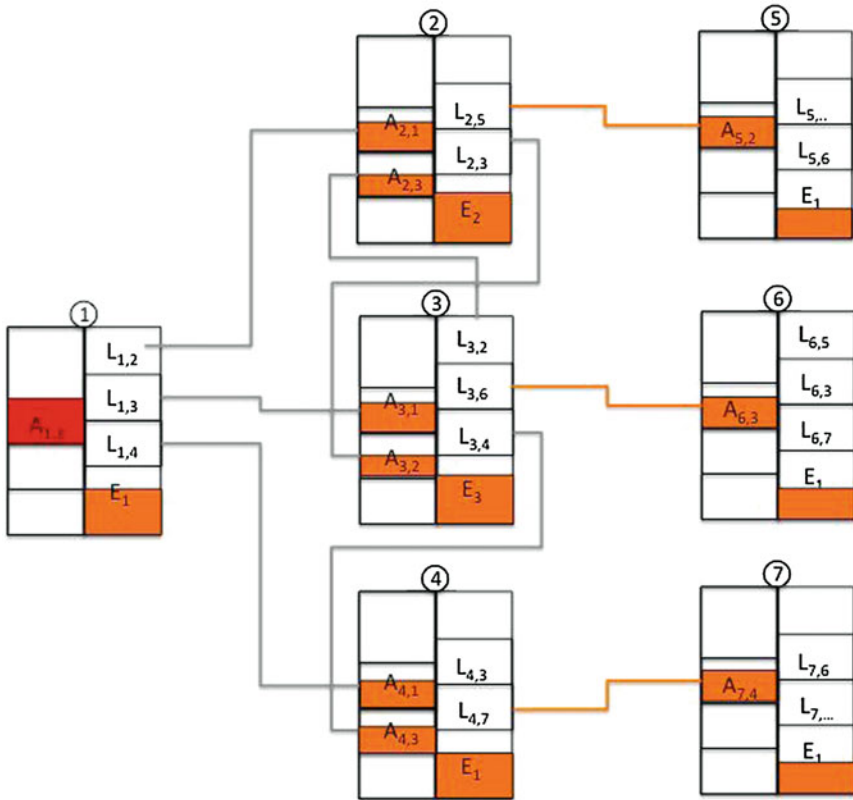 ①
L1,2
L1,3
L1,4
E1
②
A2,1
A2,3
L2,5
L2,3
E2
③
A3,1
A3,2
L3,2
L3,6
L3,4
E3
④
A4,1
A4,3
L4,3
L4,7
E1
⑤
A5,2
L5,..
L5,6
E1
⑥
A6,3
L6,5
L6,3
L6,7
E1
⑦
A7,4
L7,6
L7,...
E1